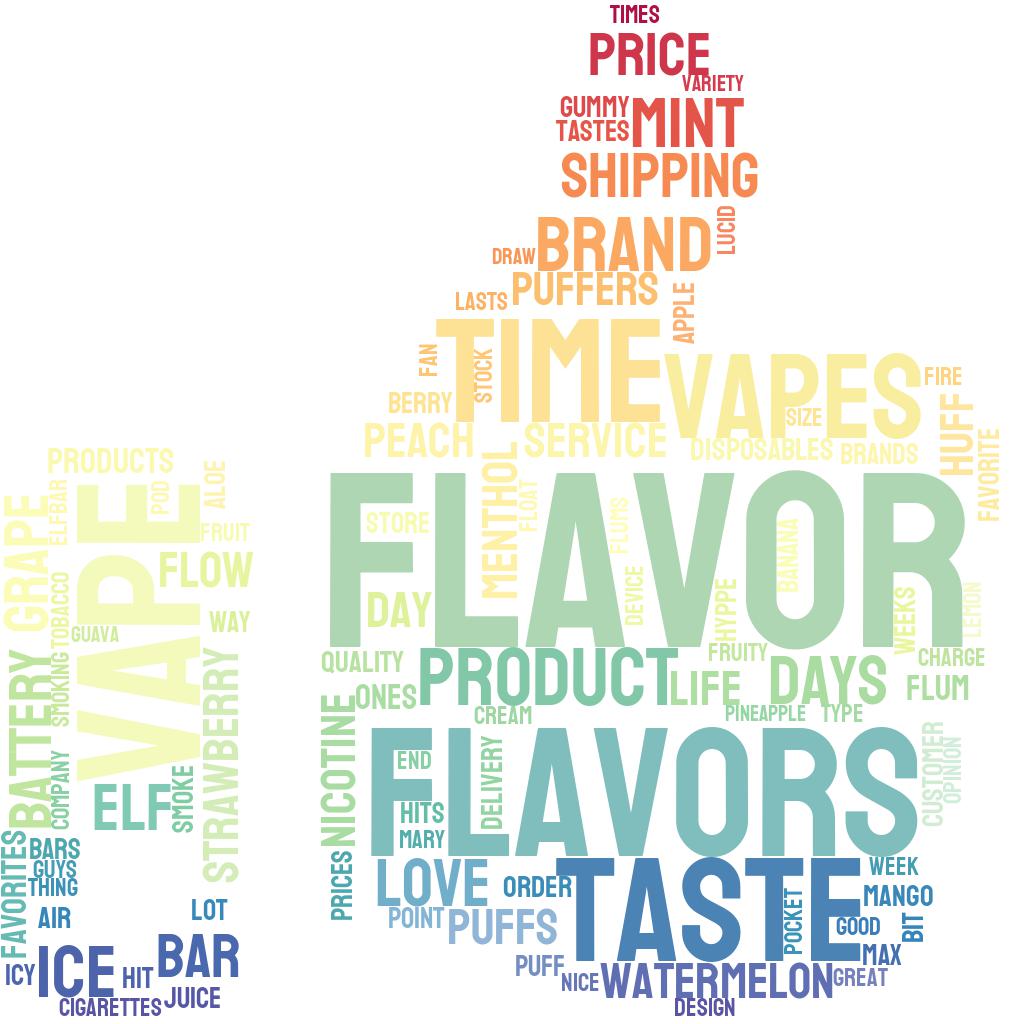 TIMES
PRICE
VARIETY
GUMMY
TASTES
MINT
SHIPPING
LUCID
BRAND
DRAW
PUFFERS
LASTS
APPLE
TIME
FAN
STOCK
VAPES
FIRE
BERRY
SIZE
HUFF
PEACH
SERVICE
DISPOSABLES
BRANDS
FAVORITE
MENTHOL
FLAVOR
STORE
FLOAT
FLUMS
BANANA
DEVICE
HYPPE
WEEKS
LEMON
DAY
PRODUCTS
POD
ALOE
ELFBAR
GRAPE
VAPE
FRUIT
FLOW
TOBACCO
WAY
GUAVA
SMOKING
BATTERY
STRAWBERRY
COMPANY
ELF
SMOKE
QUALITY
PRODUCT
FRUITY
CHARGE
ONES
LIFE
DAYS
FLUM
CREAM
PINEAPPLE
TYPE
NICOTINE
FLAVORS
END
DELIVERY
CUSTOMER
OPINION
HITS
MARY
FAVORITES
BARS
GUYS
THING
AIR
LOT
PRICES
LOVE
ORDER
TASTE
WEEK
MANGO
POCKET
POINT
PUFFS
GOOD
BIT
MAX
ICY
ICE
HIT
BAR
CIGARETTES
JUICE
PUFF
NICE
WATERMELON
GREAT
DESIGN